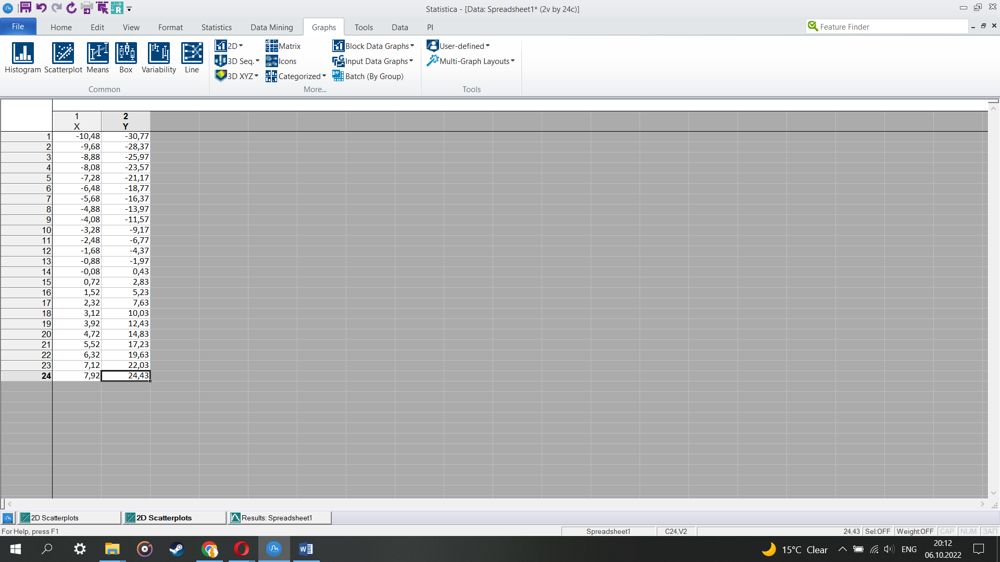 Statistica - [Data: Spreadsheet1* (2v by 24c)]
File Home Edit View Format Statistics Data Mining Graphs Tools Data PI Feature Finder
Histogram Scatterplot Means Box Variability Line
Common
2D Matrix Block Data Graphs User-defined
3D Seq. Icons Input Data Graphs Multi-Graph Layouts
3D XYZ Categorized Batch (By Group)
More... Tools
1 2
X Y
1 -10,48 -30,77
2 -9,68 -28,37
3 -8,88 -25,97
4 -8,08 -23,57
5 -7,28 -21,17
6 -6,48 -18,77
7 -5,68 -16,37
8 -4,88 -13,97
9 -4,08 -11,57
10 -3,28 -9,17
11 -2,48 -6,77
12 -1,68 -4,37
13 -0,88 -1,97
14 -0,08 0,43
15 0,72 2,83
16 1,52 5,23
17 2,32 7,63
18 3,12 10,03
19 3,92 12,43
20 4,72 14,83
21 5,52 17,23
22 6,32 19,63
23 7,12 22,03
24 7,92 24,43
2D Scatterplots 2D Scatterplots Results: Spreadsheet1
For Help, press F1 Spreadsheet1 C24,V2 24,43 Sel:OFF Weight:OFF CAP NUM ЗАП
15°C Clear ENG 20:12
06.10.2022